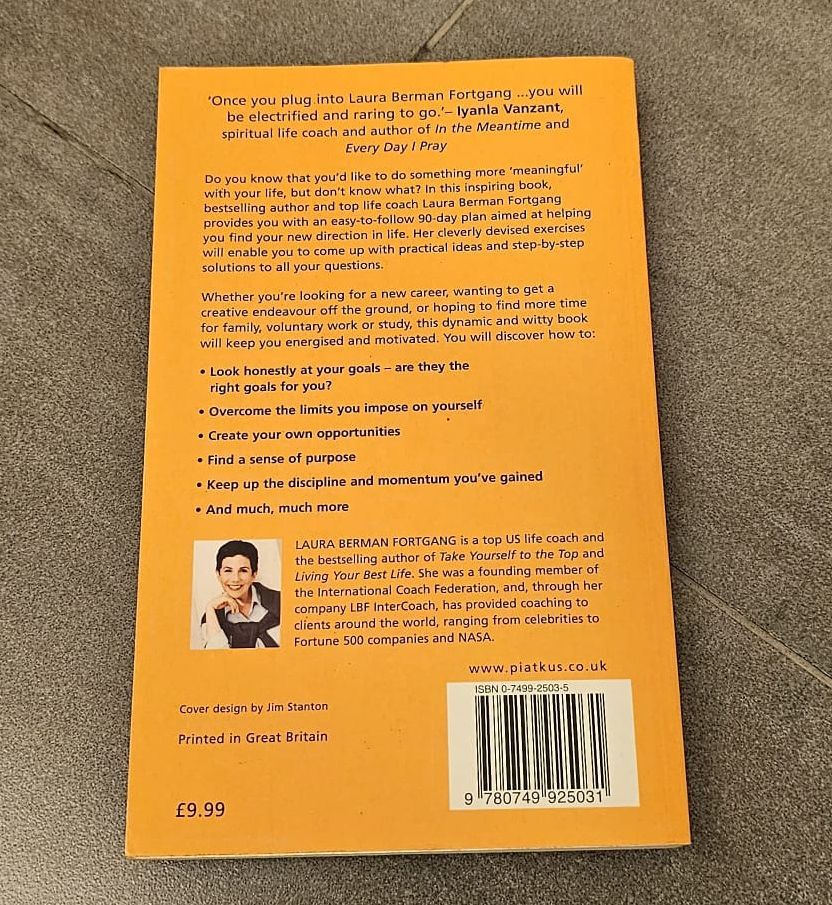 'Once you plug into Laura Berman Fortgang ...you will
be electrified and raring to go.'– Iyanla Vanzant,
spiritual life coach and author of In the Meantime and
Every Day I Pray
Do you know that you'd like to do something more 'meaningful'
with your life, but don't know what? In this inspiring book,
bestselling author and top life coach Laura Berman Fortgang
provides you with an easy-to-follow 90-day plan aimed at helping
you find your new direction in life. Her cleverly devised exercises
will enable you to come up with practical ideas and step-by-step
solutions to all your questions.
Whether you're looking for a new career, wanting to get a
creative endeavour off the ground, or hoping to find more time
for family, voluntary work or study, this dynamic and witty book
will keep you energised and motivated. You will discover how to:
• Look honestly at your goals – are they the
right goals for you?
• Overcome the limits you impose on yourself
• Create your own opportunities
• Find a sense of purpose
• Keep up the discipline and momentum you've gained
• And much, much more
LAURA BERMAN FORTGANG is a top US life coach and
the bestselling author of Take Yourself to the Top and
Living Your Best Life. She was a founding member of
the International Coach Federation, and, through her
company LBF InterCoach, has provided coaching to
clients around the world, ranging from celebrities to
Fortune 500 companies and NASA.
www.piatkus.co.uk
ISBN 0-7499-2503-5
Cover design by Jim Stanton
Printed in Great Britain
9 780749 925031
£9.99